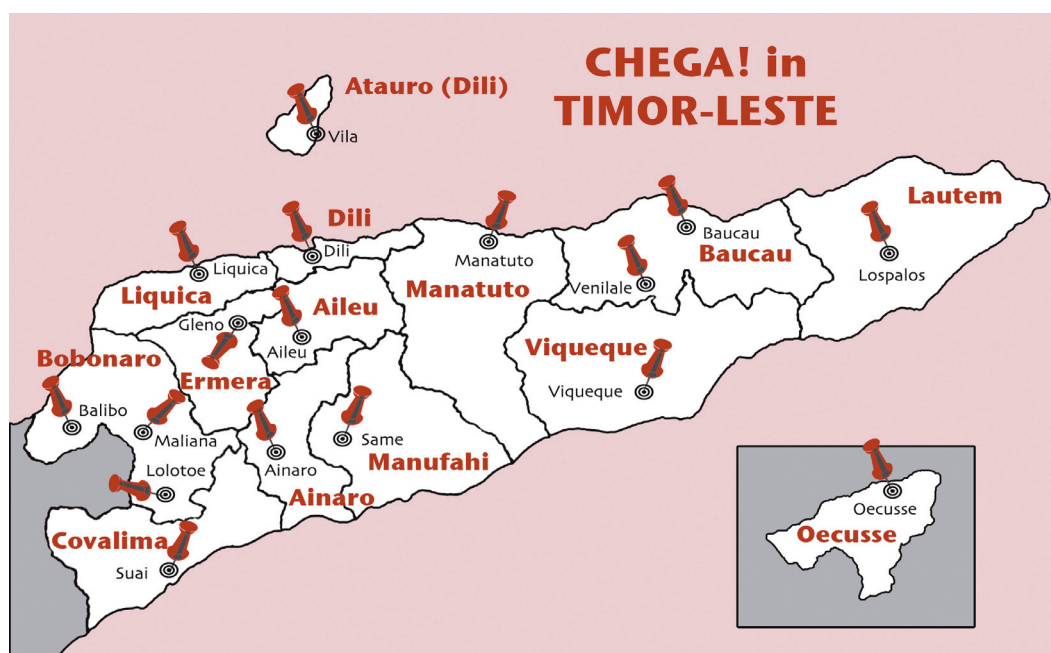 CHEGA! in
TIMOR-LESTE
Atauro (Dili)
Vila
Dili
Dili
Lautem
Baucau
Baucau
Lospalos
Manatuto
Manatuto
Venilale
Liquica
Liquica
Aileu
Aileu
Gleno
Ermera
Viqueque
Viqueque
Bobonaro
Balibo
Maliana
Lolotoe
Same
Manufahi
Ainaro
Ainaro
Covalima
Suai
Oecusse
Oecusse